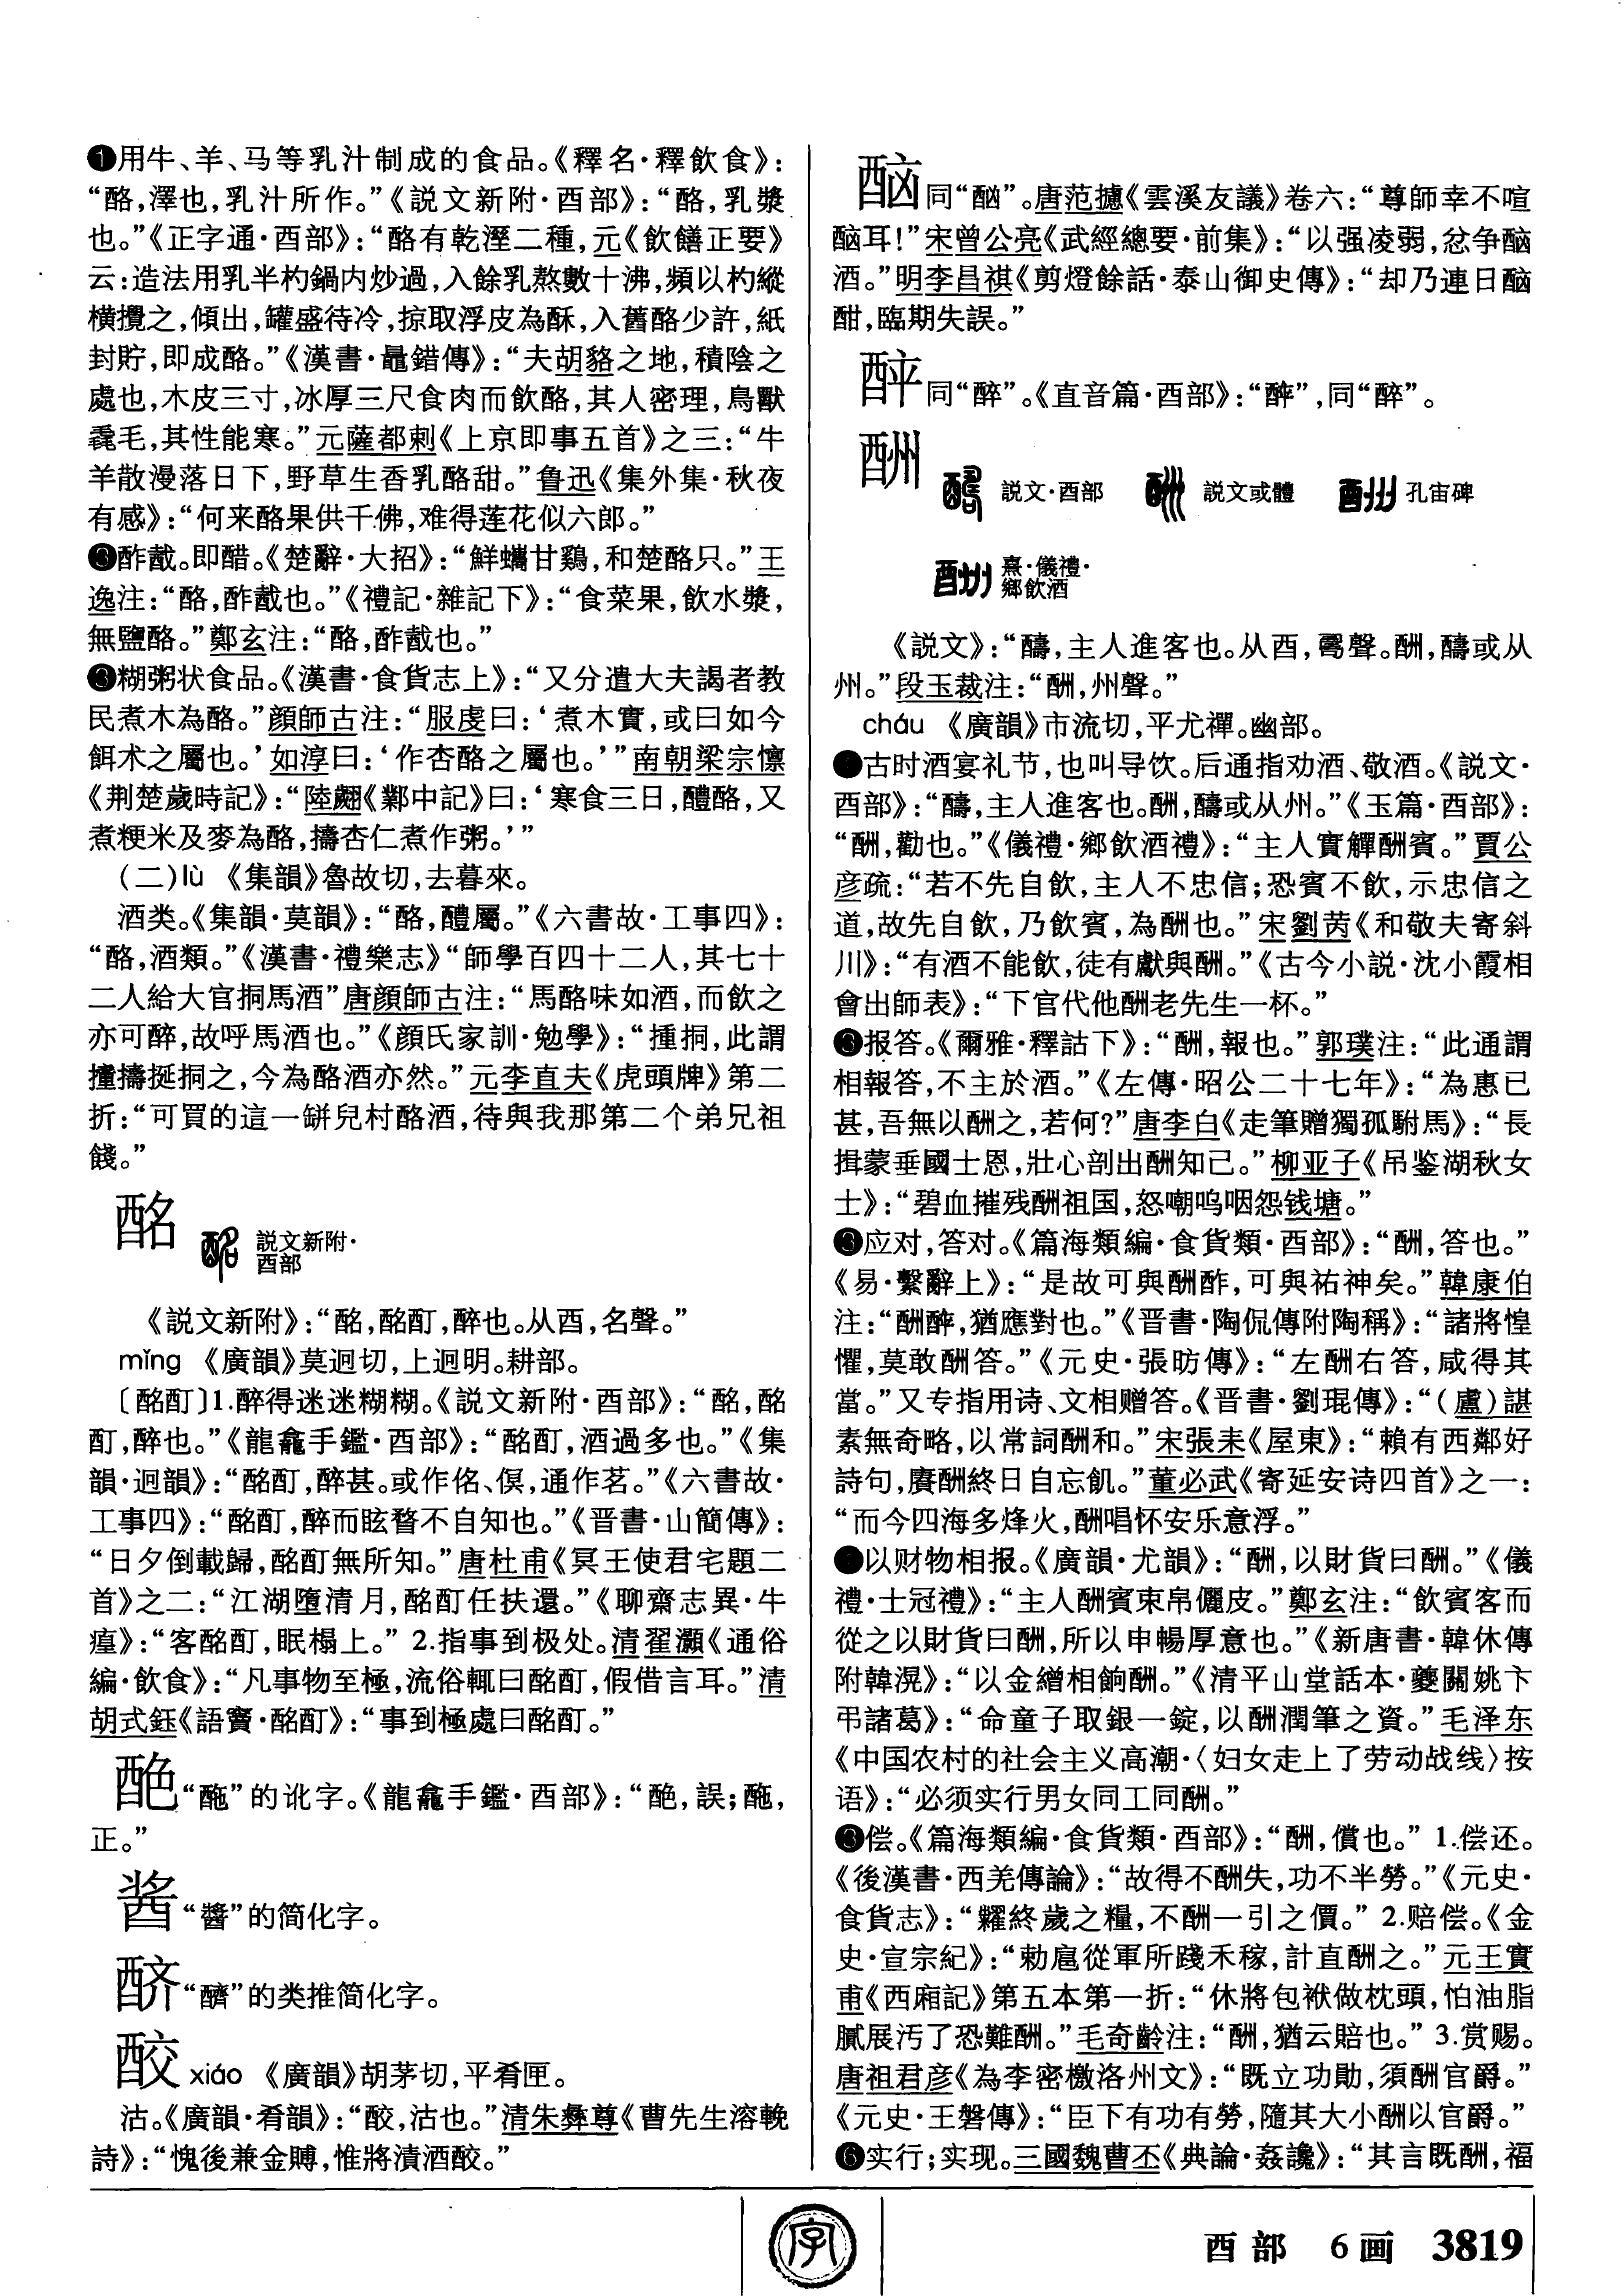 ❶用牛、羊、马等乳汁制成的食品。《釋名·釋飲食》：
“酪，澤也，乳汁所作。”《説文新附·酉部》：“酪，乳漿
也。”《正字通·酉部》：“酪有乾溼二種，元《飲饍正要》
云：造法用乳半杓鍋内炒過，入餘乳熬數十沸，頻以杓縱
横攪之，傾出，罐盛待冷，掠取浮皮為酥，入舊酪少許，紙
封貯，即成酪。”《漢書·鼂錯傳》：“夫胡貉之地，積陰之
處也，木皮三寸，冰厚三尺食肉而飲酪，其人密理，鳥獸
毳毛，其性能寒。”元薩都剌《上京即事五首》之三：“牛
羊散漫落日下，野草生香乳酪甜。”鲁迅《集外集·秋夜
有感》：“何来酪果供千佛，难得莲花似六郎。”
❷酢酨。即醋。《楚辭·大招》：“鮮蠵甘鷄，和楚酪只。”王
逸注：“酪，酢酨也。”《禮記·雜記下》：“食菜果，飲水漿，
無鹽酪。”鄭玄注：“酪，酢酨也。”
❸糊粥状食品。《漢書·食貨志上》：“又分遣大夫謁者教
民煮木為酪。”顔師古注：“服虔曰：‘煮木實，或曰如今
餌术之屬也。’如淳曰：‘作杏酪之屬也。’”南朝梁宗懔
《荆楚歲時記》：“陸翽《鄴中記》曰：‘寒食三日，醴酪，又
煮粳米及麥為酪，擣杏仁煮作粥。’”
(二)lù 《集韻》魯故切，去暮來。
酒类。《集韻·莫韻》：“酪，醴屬。”《六書故·工事四》：
“酪，酒類。”《漢書·禮樂志》“師學百四十二人，其七十
二人給大官挏馬酒”唐顔師古注：“馬酪味如酒，而飲之
亦可醉，故呼馬酒也。”《顔氏家訓·勉學》：“揰挏，此謂
撞擣挻挏之，今為酪酒亦然。”元李直夫《虎頭牌》第二
折：“可買的這一缾兒村酪酒，待與我那第二个弟兄祖
餞。”
酩 説文新附·
酉部
《説文新附》：“酩，酩酊，醉也。从酉，名聲。”
mǐng 《廣韻》莫迥切，上迥明。耕部。
〔酩酊〕1.醉得迷迷糊糊。《説文新附·酉部》：“酩，酩
酊，醉也。”《龍龕手鑑·酉部》：“酩酊，酒過多也。”《集
韻·迥韻》：“酩酊，醉甚。或作佲、傊，通作茗。”《六書故·
工事四》：“酩酊，醉而眩瞀不自知也。”《晋書·山簡傳》：
“日夕倒載歸，酩酊無所知。”唐杜甫《冥王使君宅題二
首》之二：“江湖墮清月，酩酊任扶還。”《聊齋志異·牛
㾮》：“客酩酊，眠榻上。” 2.指事到极处。清翟灝《通俗
編·飲食》：“凡事物至極，流俗輒曰酩酊，假借言耳。”清
胡式鈺《語竇·酩酊》：“事到極處曰酩酊。”
䣿“酏”的讹字。《龍龕手鑑·酉部》：“䣿，誤；酏，
正。”
酱“醬”的简化字。
𫑷“醠”的类推简化字。
酵xiáo 《廣韻》胡茅切，平肴匣。
沽。《廣韻·肴韻》：“䣤，沽也。”清朱彝尊《曹先生溶輓
詩》：“愧後兼金賻，惟將漬酒䣤。”
同“酗”。唐范攄《雲溪友議》卷六：“尊師幸不喧
耳！”宋曾公亮《武經總要·前集》：“以强凌弱，忿争
酒。”明李昌祺《剪燈餘話·泰山御史傳》：“却乃連日
酣，臨期失誤。”
同“醉”。《直音篇·酉部》：“”，同“醉”。
酬 説文·酉部 説文或體 孔宙碑
熹·儀禮·
鄉飲酒
《説文》：“醻，主人進客也。从酉，𠷎聲。酬，醻或从
州。”段玉裁注：“酬，州聲。”
cháu 《廣韻》市流切，平尤禪。幽部。
❶古时酒宴礼节，也叫导饮。后通指劝酒、敬酒。《説文·
酉部》：“醻，主人進客也。酬，醻或从州。”《玉篇·酉部》：
“酬，勸也。”《儀禮·鄉飲酒禮》：“主人實觶酬賓。”賈公
彦疏：“若不先自飲，主人不忠信；恐賓不飲，示忠信之
道，故先自飲，乃飲賓，為酬也。”宋劉芮《和敬夫寄斜
川》：“有酒不能飲，徒有獻與酬。”《古今小説·沈小霞相
會出師表》：“下官代他酬老先生一杯。”
❷报答。《爾雅·釋詁下》：“酬，報也。”郭璞注：“此通謂
相報答，不主於酒。”《左傳·昭公二十七年》：“為惠已
甚，吾無以酬之，若何？”唐李白《走筆贈獨孤駙馬》：“長
揖蒙垂國士恩，壯心剖出酬知己。”柳亚子《吊鉴湖秋女
士》：“碧血摧残酬祖国，怒嘲呜咽怨钱塘。”
❸应对，答对。《篇海類編·食貨類·酉部》：“酬，答也。”
《易·繫辭上》：“是故可與酬酢，可與祐神矣。”韓康伯
注：“酬酢，猶應對也。”《晋書·陶侃傳附陶稱》：“諸將惶
懼，莫敢酬答。”《元史·張昉傳》：“左酬右答，咸得其
當。”又专指用诗、文相赠答。《晋書·劉琨傳》：“(盧)諶
素無奇略，以常詞酬和。”宋張耒《屋東》：“賴有西鄰好
詩句，賡酬終日自忘飢。”董必武《寄延安诗四首》之一：
“而今四海多烽火，酬唱怀安乐意浮。”
❹以财物相报。《廣韻·尤韻》：“酬，以財貨曰酬。”《儀
禮·士冠禮》：“主人酬賓束帛儷皮。”鄭玄注：“飲賓客而
從之以財貨曰酬，所以申暢厚意也。”《新唐書·韓休傳
附韓滉》：“以金繒相餉酬。”《清平山堂話本·夔關姚卞
弔諸葛》：“命童子取銀一錠，以酬潤筆之資。”毛泽东
《中国农村的社会主义高潮·〈妇女走上了劳动战线〉按
语》：“必须实行男女同工同酬。”
❺偿。《篇海類編·食貨類·酉部》：“酬，償也。” 1.偿还。
《後漢書·西羌傳論》：“故得不酬失，功不半勞。”《元史·
食貨志》：“糶終歲之糧，不酬一引之價。” 2.赔偿。《金
史·宣宗紀》：“勅扈從軍所踐禾稼，計直酬之。”元王實
甫《西廂記》第五本第一折：“休將包袱做枕頭，怕油脂
膩展汚了恐難酬。”毛奇齡注：“酬，猶云賠也。” 3.赏赐。
唐祖君彦《為李密檄洛州文》：“既立功勛，須酬官爵。”
《元史·王磐傳》：“臣下有功有勞，隨其大小酬以官爵。”
❻实行；实现。三國魏曹丕《典論·姦讒》：“其言既酬，福
字
酉部 6画 3819